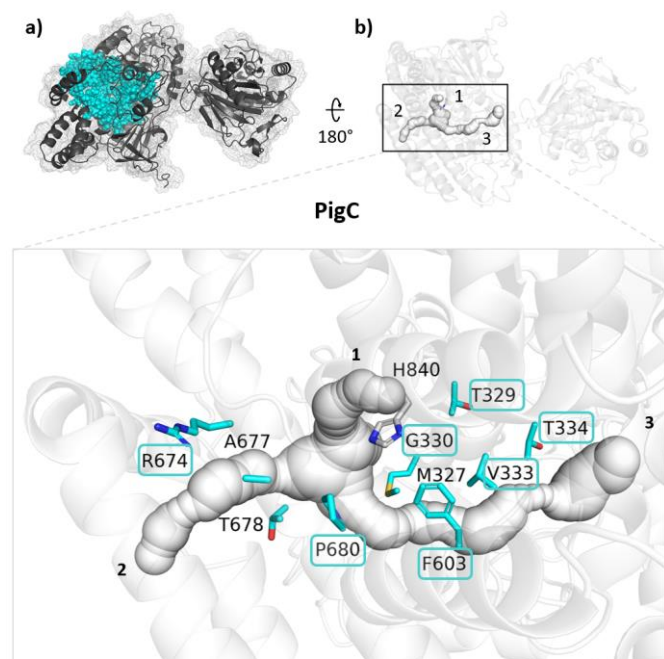 a)
b)
1
2
3
180°
PigC
1
H840
T329
3
G330
T334
A677
R674
M327
V333
T678
P680
F603
2